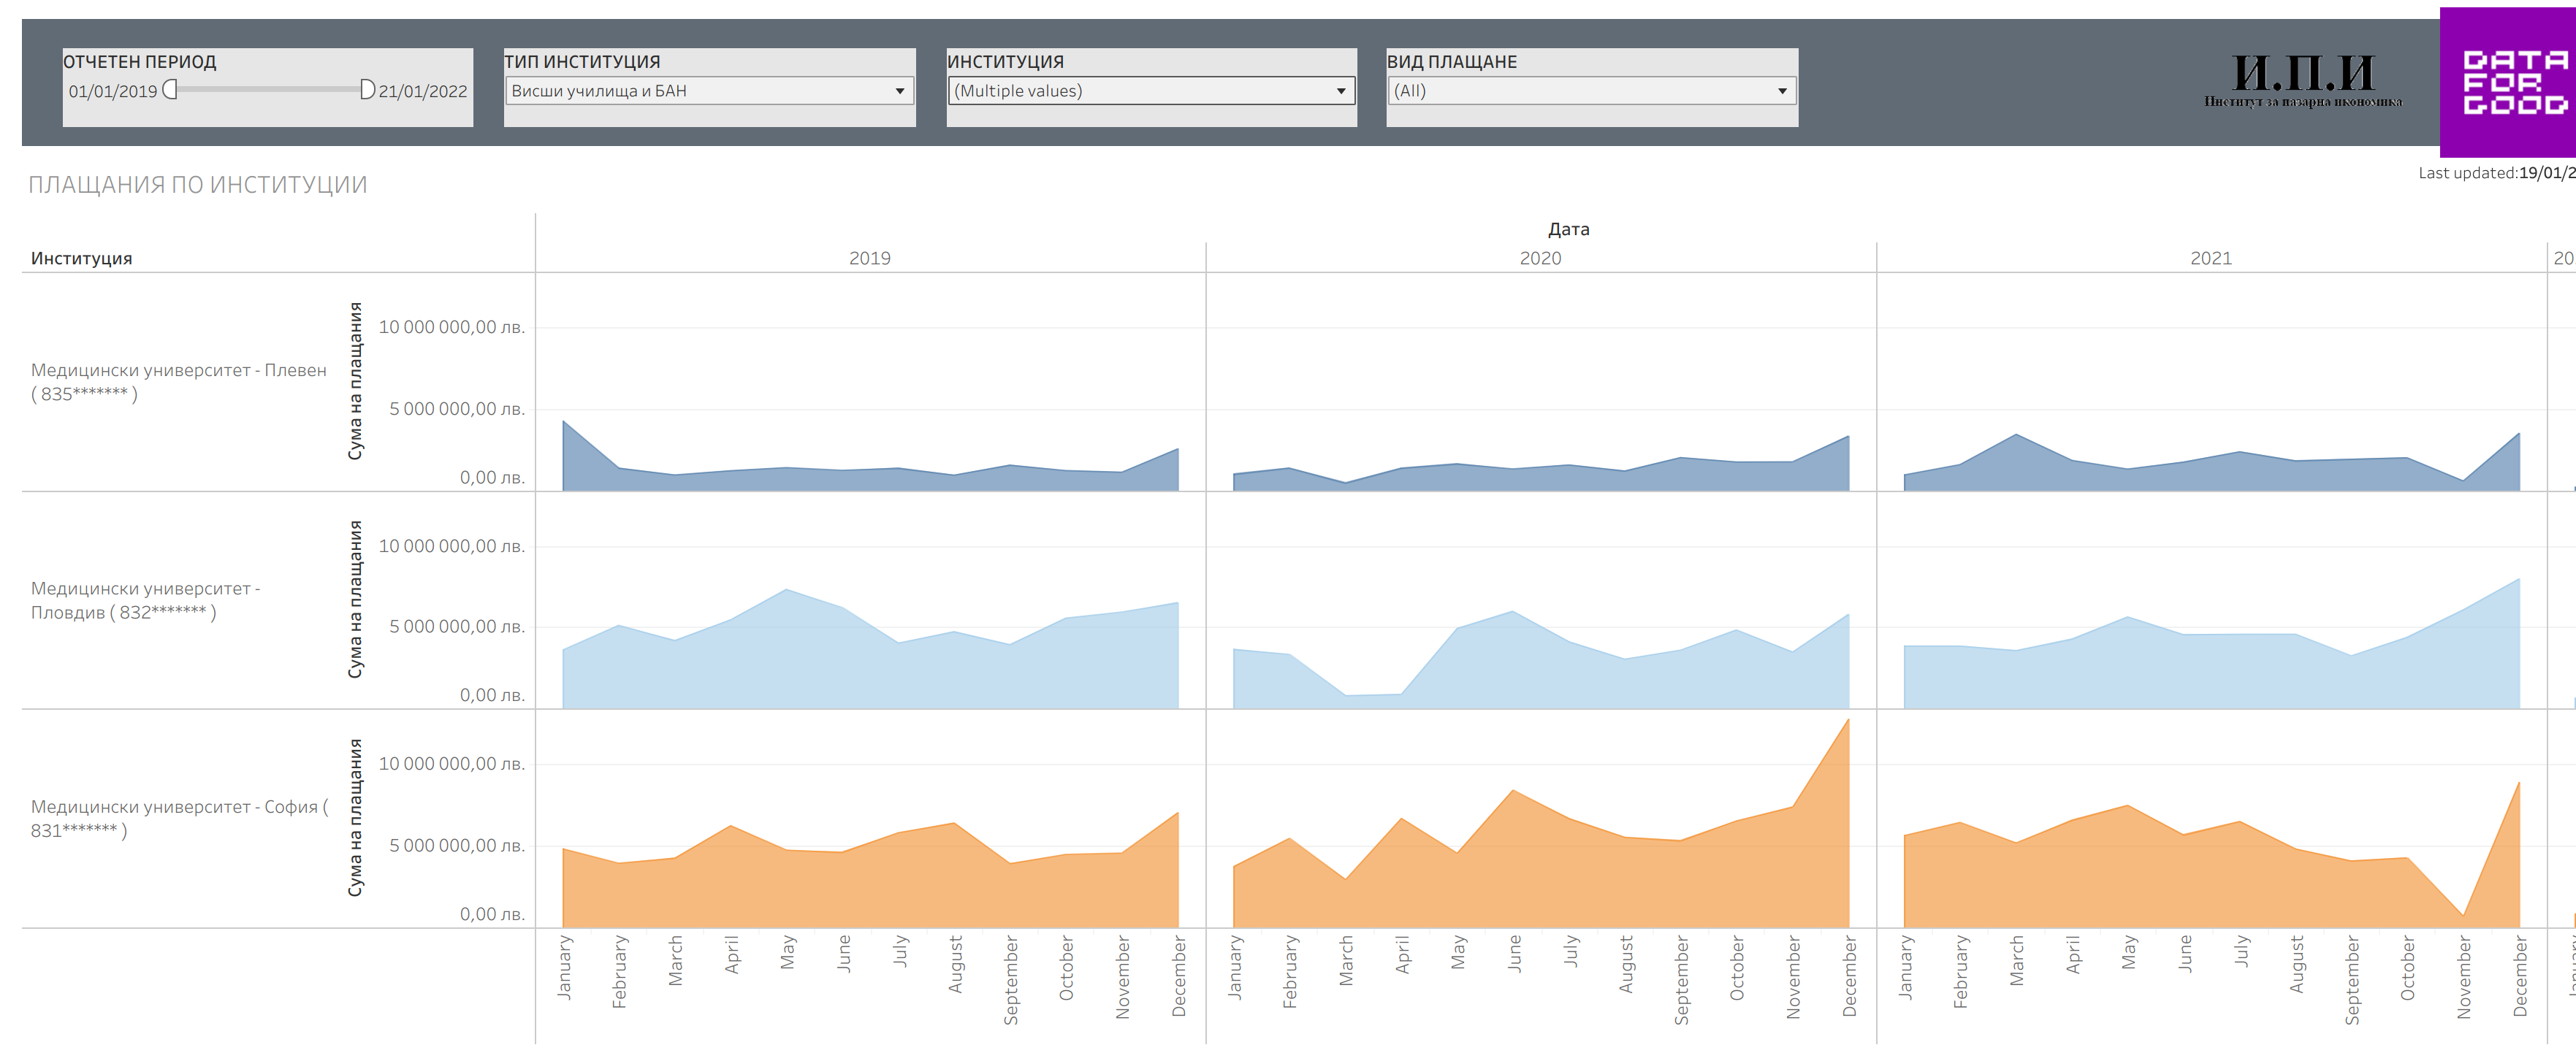 ОТЧЕТЕН ПЕРИОД
01/01/2019 21/01/2022
ТИП ИНСТИТУЦИЯ
Висши училища и БАН
ИНСТИТУЦИЯ
(Multiple values)
ВИД ПЛАЩАНЕ
(All)
И.П.И
Институт за пазарна икономика
DATA
FOR
GOOD
Last updated:19/01/2
ПЛАЩАНИЯ ПО ИНСТИТУЦИИ
Дата
Институция
2019
2020
2021
20
Медицински университет - Плевен
( 835******* )
Сума на плащания
10 000 000,00 лв.
5 000 000,00 лв.
0,00 лв.
Медицински университет -
Пловдив ( 832******* )
Сума на плащания
10 000 000,00 лв.
5 000 000,00 лв.
0,00 лв.
Медицински университет - София (
831******* )
Сума на плащания
10 000 000,00 лв.
5 000 000,00 лв.
0,00 лв.
January
February
March
April
May
June
July
August
September
October
November
December
January
February
March
April
May
June
July
August
September
October
November
December
January
February
March
April
May
June
July
August
September
October
November
December
January